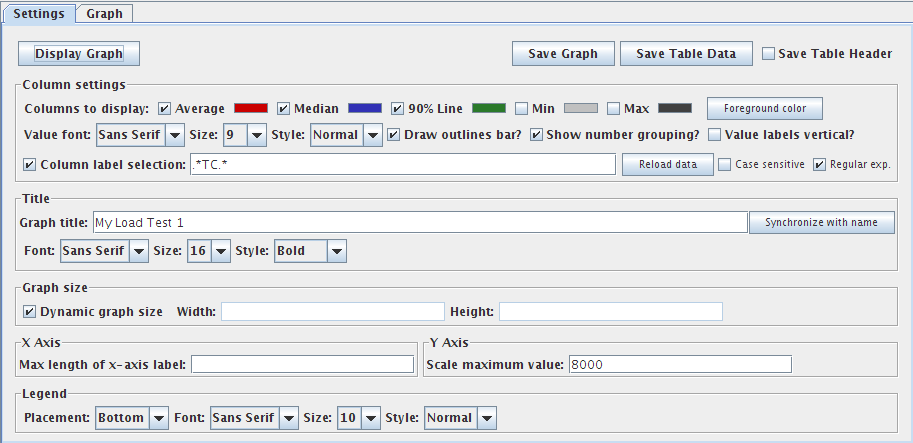 Settings Graph
Display Graph Save Graph Save Table Data Save Table Header
Column settings
Columns to display: Average Median 90% Line Min Max Foreground color
Value font: Sans Serif Size: 9 Style: Normal Draw outlines bar? Show number grouping? Value labels vertical?
Column label selection: .*TC.* Reload data Case sensitive Regular exp.
Title
Graph title: My Load Test 1 Synchronize with name
Font: Sans Serif Size: 16 Style: Bold
Graph size
Dynamic graph size Width: Height:
X Axis Y Axis
Max length of x-axis label: Scale maximum value: 8000
Legend
Placement: Bottom Font: Sans Serif Size: 10 Style: Normal